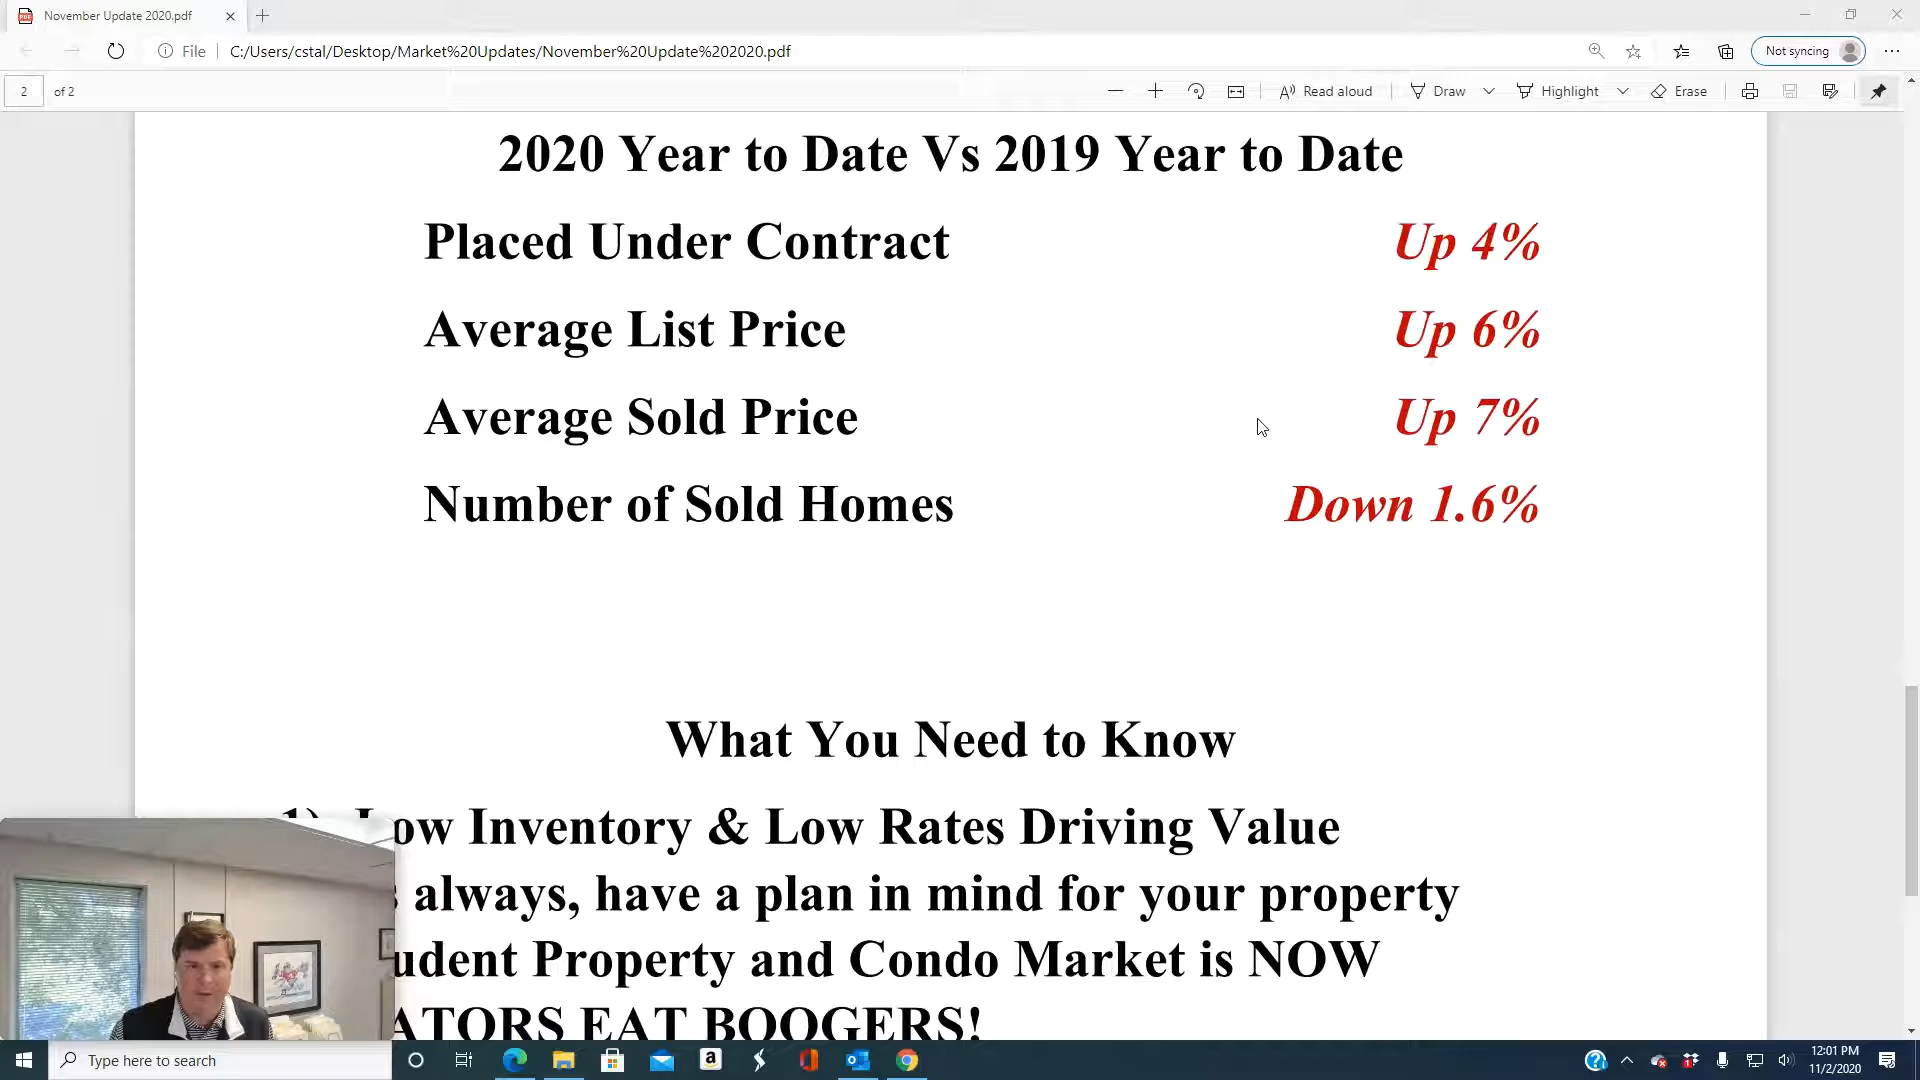 November Update 2020.pdf
File C:/Users/cstal/Desktop/Market%20Updates/November%20Update%202020.pdf
Not syncing
2 of 2
Read aloud Draw Highlight Erase
2020 Year to Date Vs 2019 Year to Date
Placed Under Contract Up 4%
Average List Price Up 6%
Average Sold Price Up 7%
Number of Sold Homes Down 1.6%
What You Need to Know
ow Inventory & Low Rates Driving Value
always, have a plan in mind for your property
udent Property and Condo Market is NOW
ATORS EAT BOOGERS!
Type here to search
12:01 PM
11/2/2020